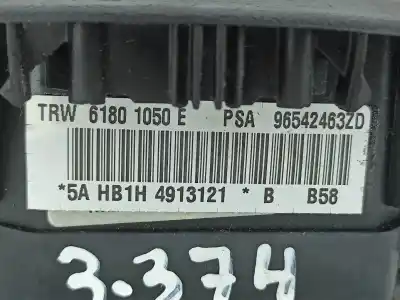 TRW 6180 1050 E PSA 96542463ZD
*5A HB1H 4913121 * B B58
3.374